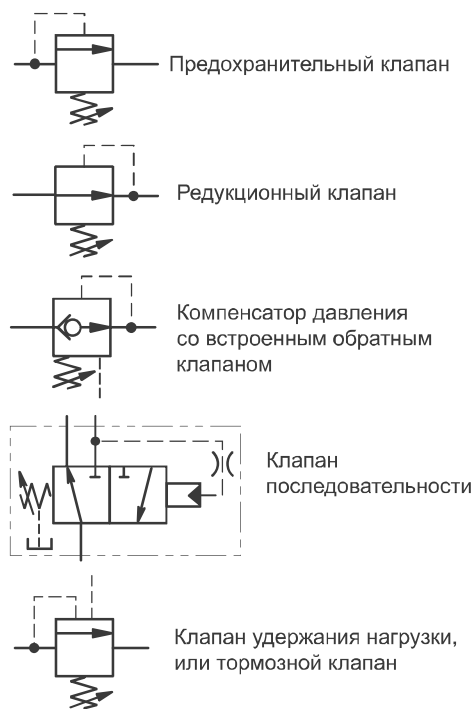 Предохранительный клапан
Редукционный клапан
Компенсатор давления
со встроенным обратным
клапаном
Клапан
последовательности
Клапан удержания нагрузки,
или тормозной клапан